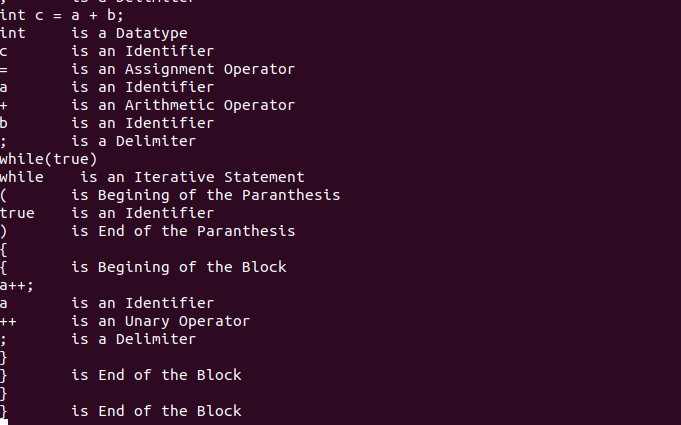 ; is a Delimiter
int c = a + b;
int is a Datatype
c is an Identifier
= is an Assignment Operator
a is an Identifier
+ is an Arithmetic Operator
b is an Identifier
; is a Delimiter
while(true)
while is an Iterative Statement
( is Begining of the Paranthesis
true is an Identifier
) is End of the Paranthesis
{
{ is Begining of the Block
a++;
a is an Identifier
++ is an Unary Operator
; is a Delimiter
}
} is End of the Block
}
} is End of the Block